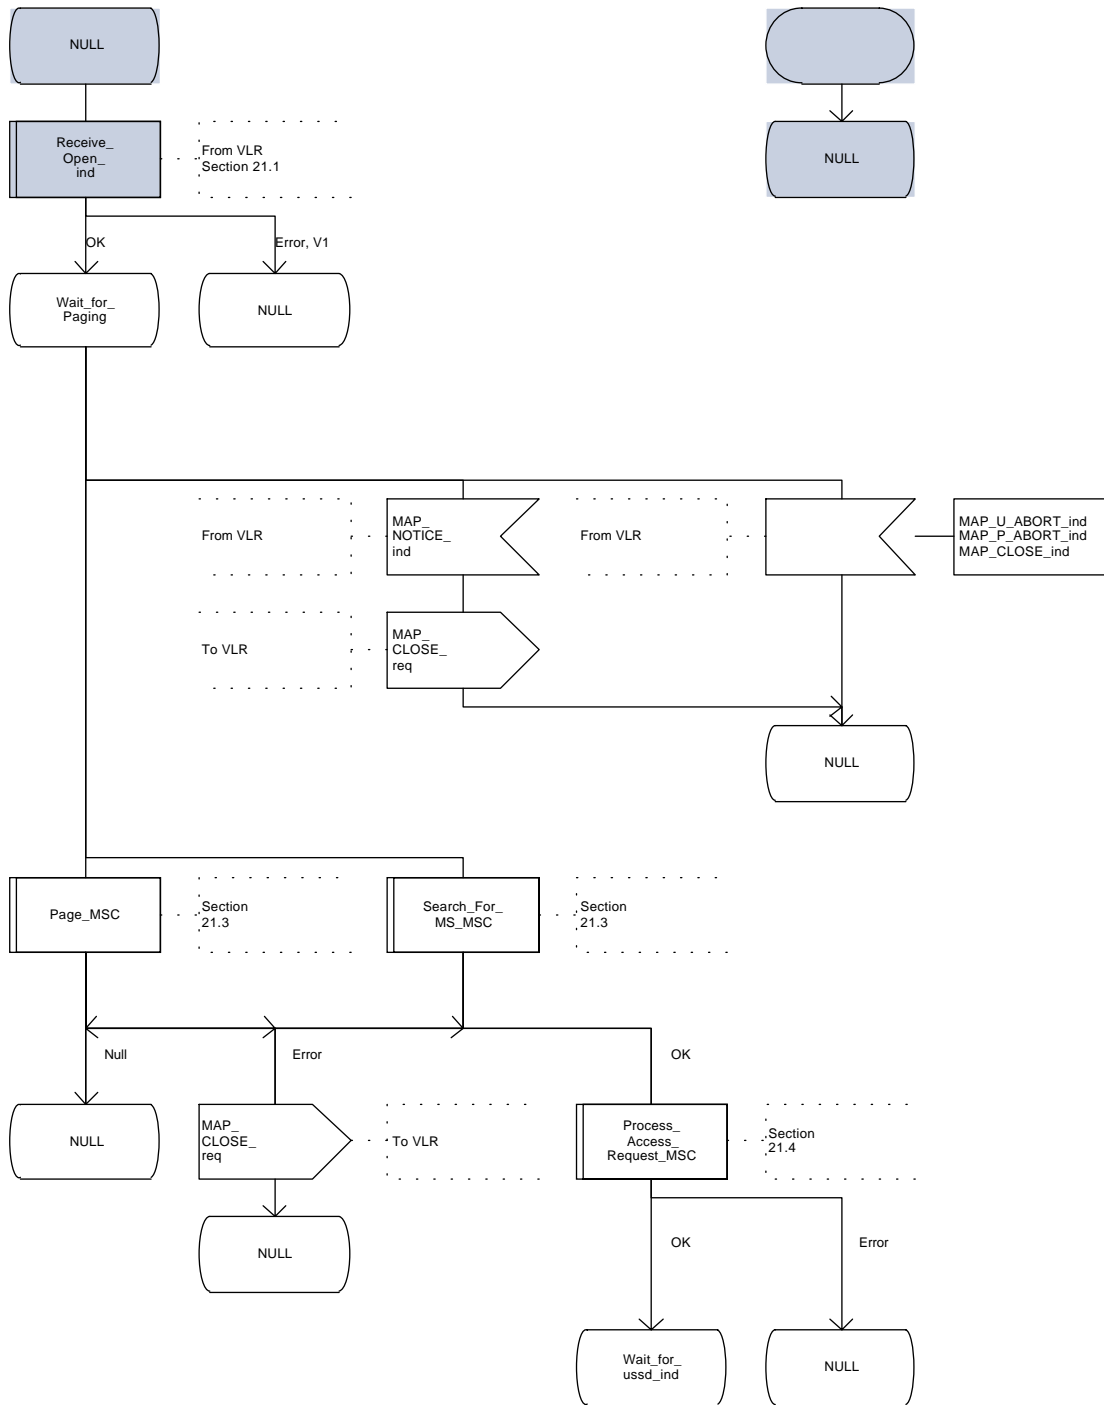 NULL
Receive_
Open_
ind
From VLR
Section 21.1
NULL
OK
Error, V1
Wait_for_
Paging
NULL
From VLR
MAP_
NOTICE_
ind
From VLR
MAP_U_ABORT_ind
MAP_P_ABORT_ind
MAP_CLOSE_ind
To VLR
MAP_
CLOSE_
req
NULL
Page_MSC
Section
21.3
Search_For_
MS_MSC
Section
21.3
Null
Error
OK
NULL
MAP_
CLOSE_
req
To VLR
Process_
Access_
Request_MSC
Section
21.4
NULL
OK
Error
Wait_for_
ussd_ind
NULL